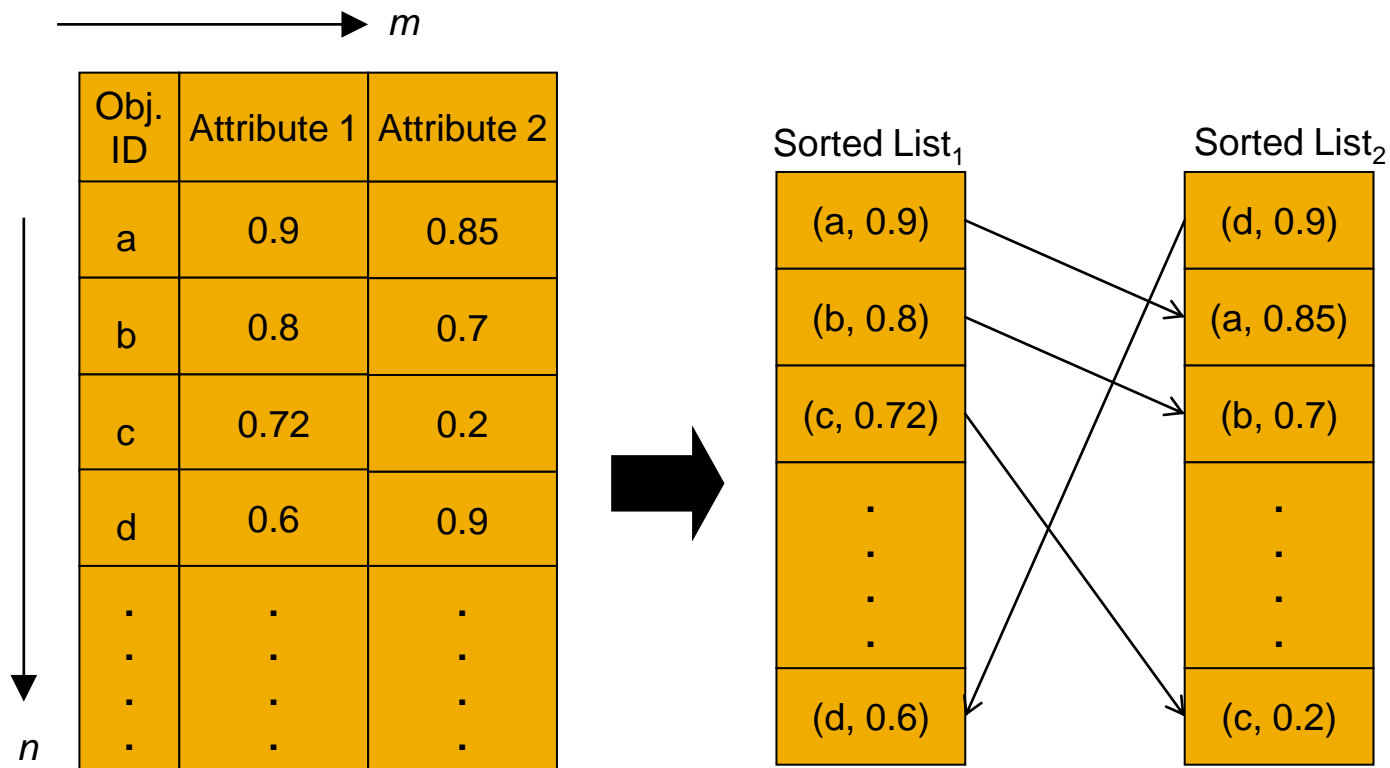 m
Obj. ID Attribute 1 Attribute 2
a 0.9 0.85
b 0.8 0.7
c 0.72 0.2
d 0.6 0.9
. . .
. . .
. . .
. . .
n
Sorted List₁ Sorted List₂
(a, 0.9) (d, 0.9)
(b, 0.8) (a, 0.85)
(c, 0.72) (b, 0.7)
. .
. .
. .
. .
(d, 0.6) (c, 0.2)